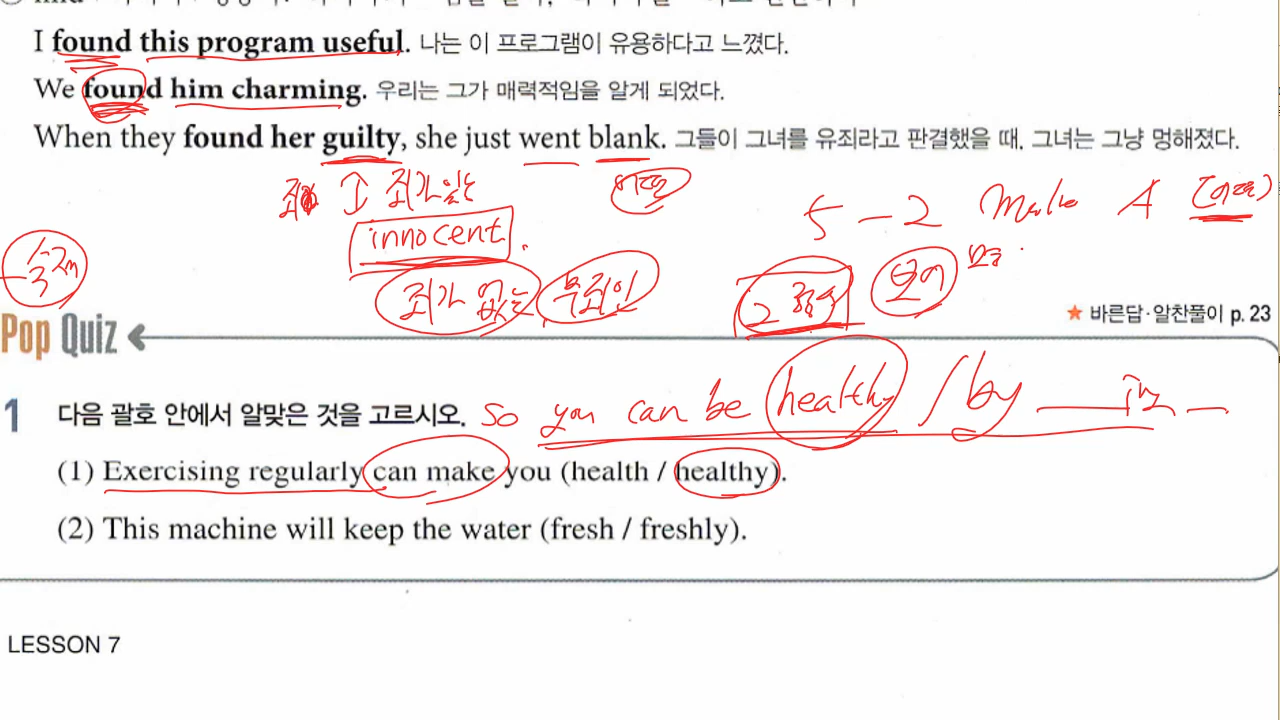 I found this program useful. 나는 이 프로그램이 유용하다고 느꼈다.
We found him charming. 우리는 그가 매력적임을 알게 되었다.
When they found her guilty, she just went blank. 그들이 그녀를 유죄라고 판결했을 때, 그녀는 그냥 멍해졌다.
죄가 있는
5-2 make A
innocent.
숙제
죄가 없는 무죄인
2 형식 보어
★ 바른답·알찬풀이 p. 23
Pop Quiz
1 다음 괄호 안에서 알맞은 것을 고르시오. so you can be healthy / by ing
(1) Exercising regularly can make you (health / healthy).
(2) This machine will keep the water (fresh / freshly).
LESSON 7